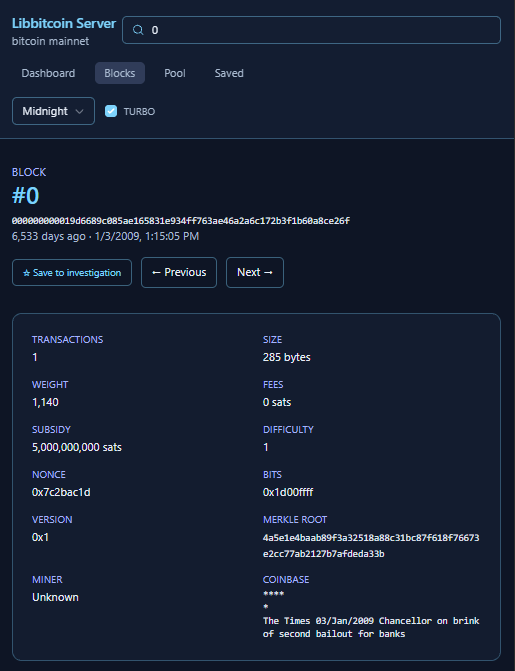 Libbitcoin Server
bitcoin mainnet
0
Dashboard
Blocks
Pool
Saved
Midnight
TURBO
BLOCK
#0
000000000019d6689c085ae165831e934ff763ae46a2a6c172b3f1b60a8ce26f
6,533 days ago · 1/3/2009, 1:15:05 PM
☆ Save to investigation
← Previous
Next →
TRANSACTIONS
1
SIZE
285 bytes
WEIGHT
1,140
FEES
0 sats
SUBSIDY
5,000,000,000 sats
DIFFICULTY
1
NONCE
0x7c2bac1d
BITS
0x1d00ffff
VERSION
0x1
MERKLE ROOT
4a5e1e4baab89f3a32518a88c31bc87f618f76673
e2cc77ab2127b7afdeda33b
MINER
Unknown
COINBASE
****
*
The Times 03/Jan/2009 Chancellor on brink
of second bailout for banks